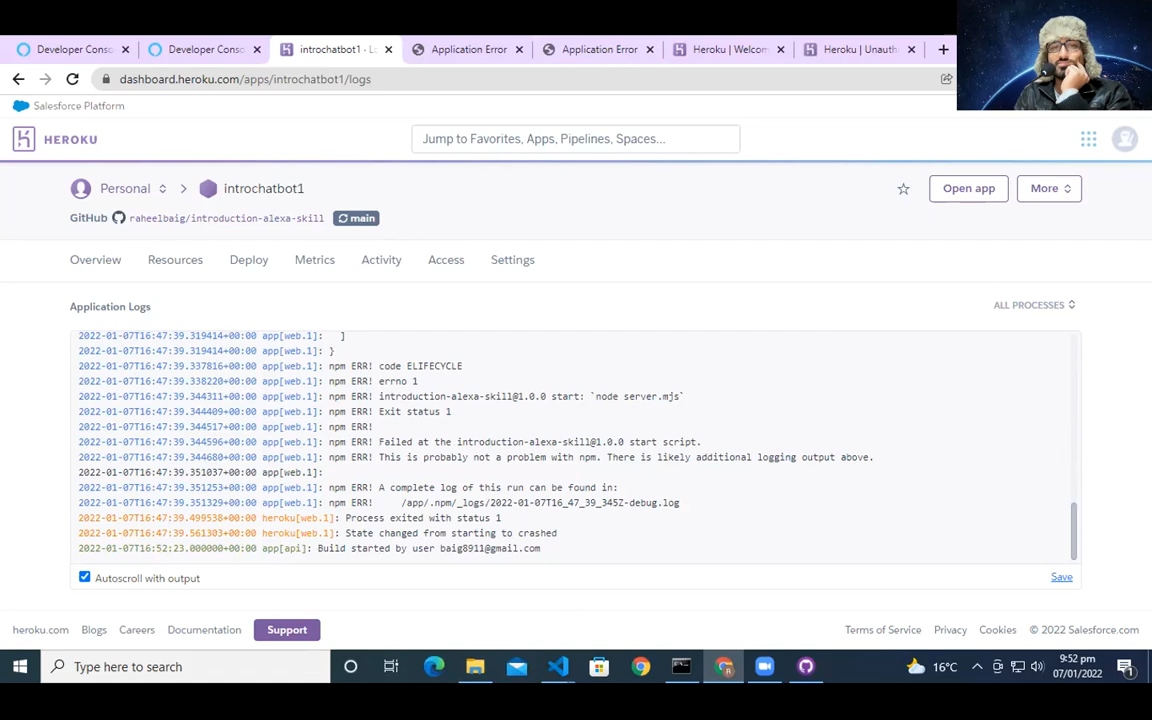 Developer Conso
Developer Conso
introchatbot1 - Lo
Application Error
Application Error
Heroku | Welcom
Heroku | Unauth
dashboard.heroku.com/apps/introchatbot1/logs
Salesforce Platform
HEROKU
Jump to Favorites, Apps, Pipelines, Spaces...
Personal
introchatbot1
Open app
More
GitHub raheelbaig/introduction-alexa-skill main
Overview
Resources
Deploy
Metrics
Activity
Access
Settings
Application Logs
ALL PROCESSES
2022-01-07T16:47:39.319414+00:00 app[web.1]:   ]
2022-01-07T16:47:39.319414+00:00 app[web.1]: }
2022-01-07T16:47:39.337816+00:00 app[web.1]: npm ERR! code ELIFECYCLE
2022-01-07T16:47:39.338220+00:00 app[web.1]: npm ERR! errno 1
2022-01-07T16:47:39.344311+00:00 app[web.1]: npm ERR! introduction-alexa-skill@1.0.0 start: `node server.mjs`
2022-01-07T16:47:39.344409+00:00 app[web.1]: npm ERR! Exit status 1
2022-01-07T16:47:39.344517+00:00 app[web.1]: npm ERR!
2022-01-07T16:47:39.344596+00:00 app[web.1]: npm ERR! Failed at the introduction-alexa-skill@1.0.0 start script.
2022-01-07T16:47:39.344680+00:00 app[web.1]: npm ERR! This is probably not a problem with npm. There is likely additional logging output above.
2022-01-07T16:47:39.351037+00:00 app[web.1]:
2022-01-07T16:47:39.351253+00:00 app[web.1]: npm ERR! A complete log of this run can be found in:
2022-01-07T16:47:39.351329+00:00 app[web.1]: npm ERR!     /app/.npm/_logs/2022-01-07T16_47_39_345Z-debug.log
2022-01-07T16:47:39.499538+00:00 heroku[web.1]: Process exited with status 1
2022-01-07T16:47:39.561303+00:00 heroku[web.1]: State changed from starting to crashed
2022-01-07T16:52:23.000000+00:00 app[api]: Build started by user baig8911@gmail.com
Autoscroll with output
Save
heroku.com
Blogs
Careers
Documentation
Support
Terms of Service
Privacy
Cookies
© 2022 Salesforce.com
Type here to search
16°C
9:52 pm
07/01/2022
1